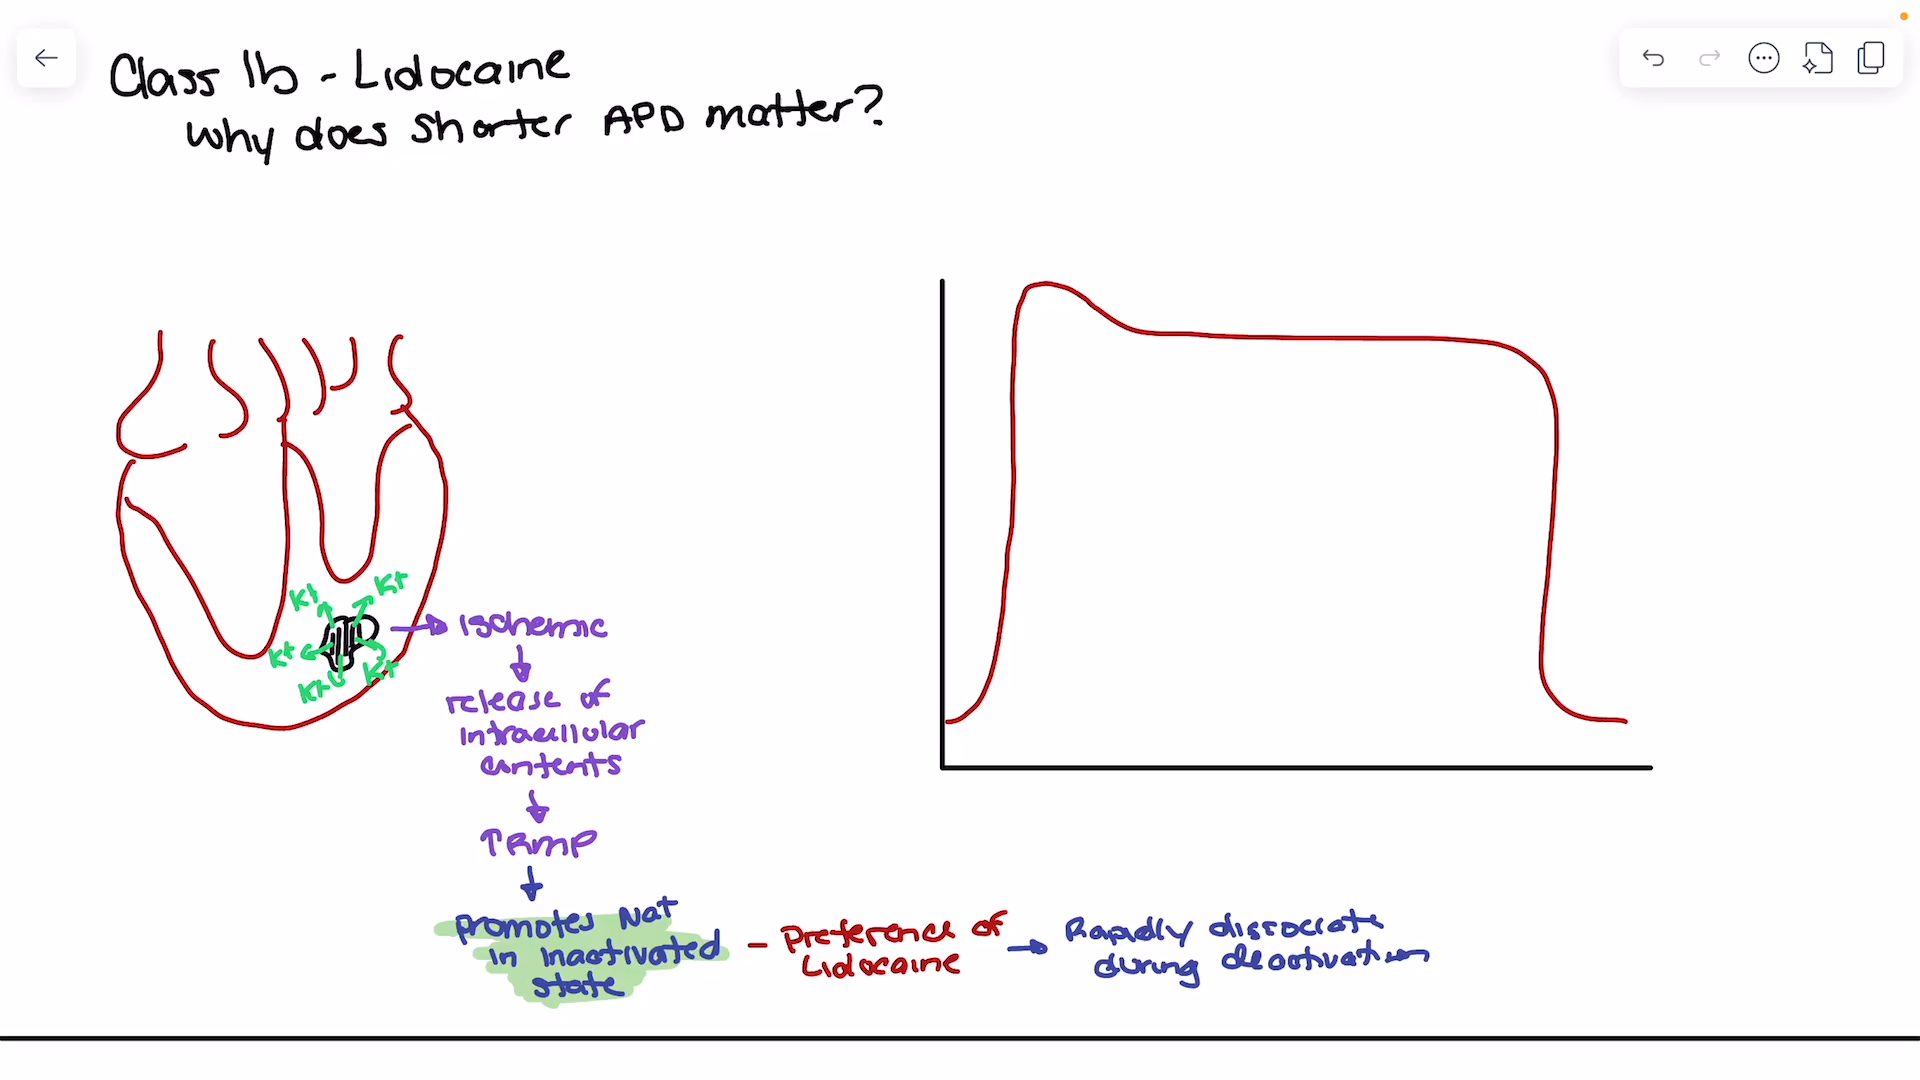 Class 1b - Lidocaine
why does shorter APD matter?
K+
K+
K+
K+
K+
Ischemic
release of
intracellular
contents
↑RMP
promotes Na+
in inactivated
state
- Preference of
Lidocaine
Rapidly dissociate
during deactivation